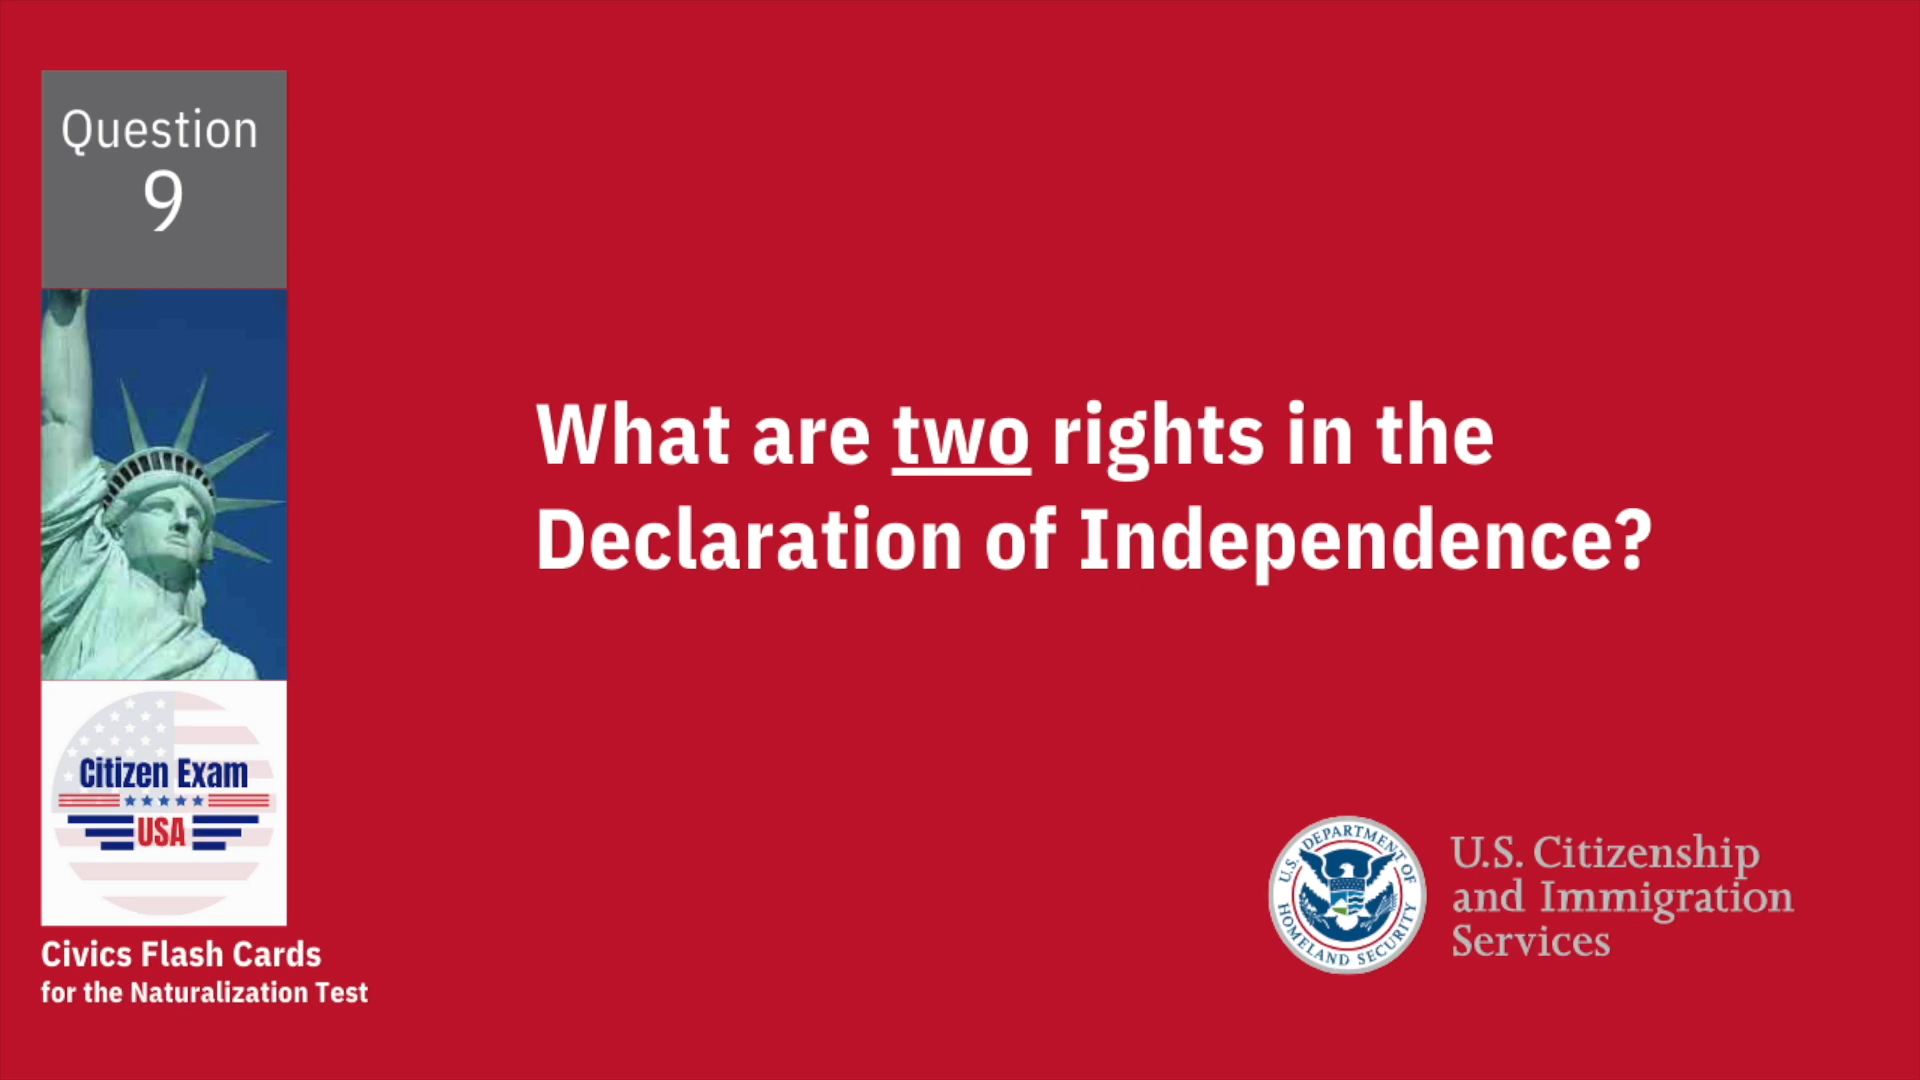 Question
9
What are two rights in the
Declaration of Independence?
Citizen Exam
USA
Civics Flash Cards
for the Naturalization Test
U.S. DEPARTMENT OF
HOMELAND SECURITY
U.S. Citizenship
and Immigration
Services